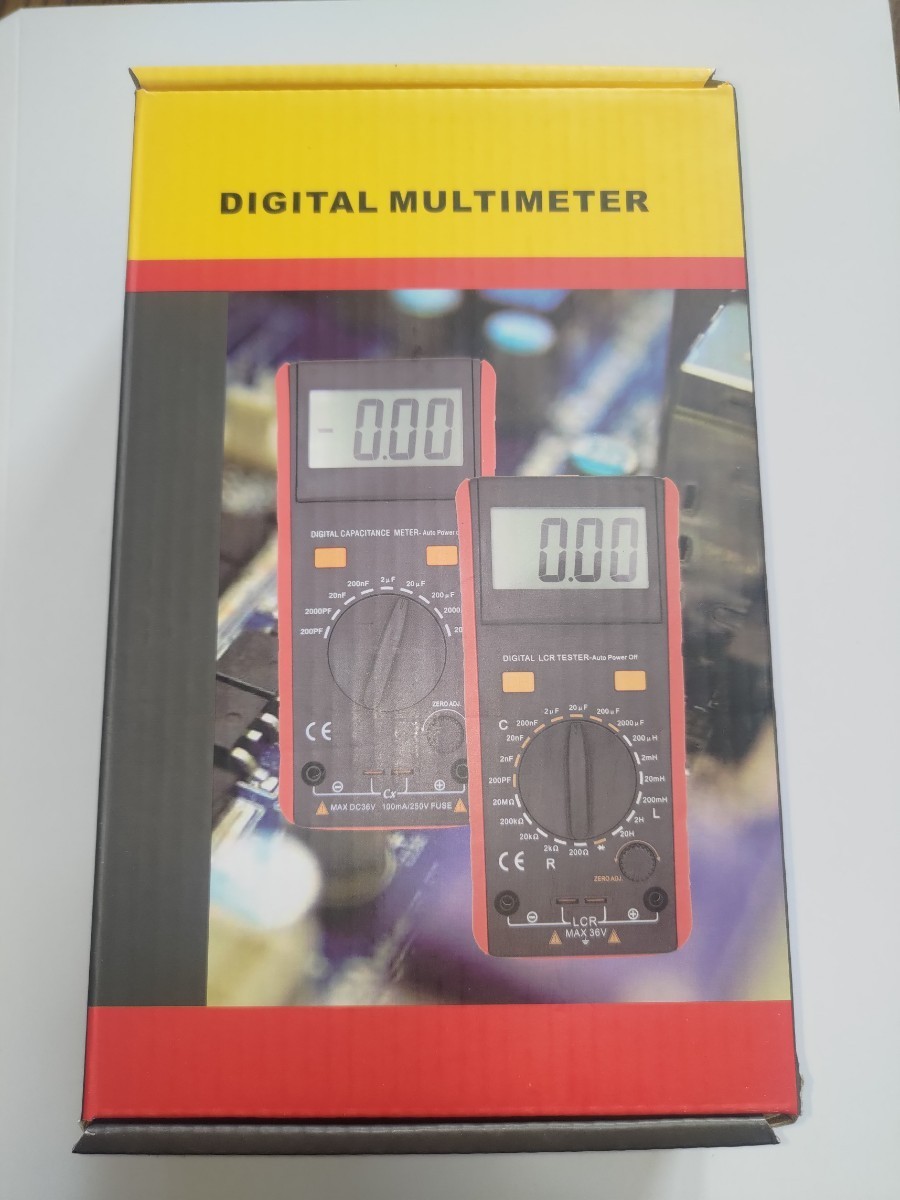 DIGITAL MULTIMETER
- 0.00
DIGITAL CAPACITANCE METER-Auto Power
200PF
2000PF
20nF
200nF
2μF
20μF
200μF
2000
20
ZERO ADJ.
CE
⊖ Cx ⊕
MAX DC36V 100mA/250V FUSE
0.00
DIGITAL LCR TESTER-Auto Power Off
C
200PF
2nF
20nF
200nF
2μF
20μF
200μF
2000μF
200μH
2mH
20mH
200mH
L
2H
20H
200Ω
2kΩ
20kΩ
200kΩ
20MΩ
R
CE
ZERO ADJ.
⊖ LCR ⊕
MAX 36V